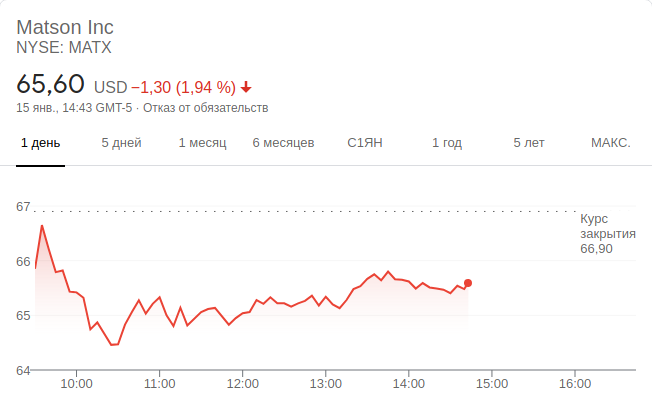 Matson Inc
NYSE: MATX
65,60 USD −1,30 (1,94 %)
15 янв., 14:43 GMT-5 · Отказ от обязательств
1 день 5 дней 1 месяц 6 месяцев С1ЯН 1 год 5 лет МАКС.
67
Курс
закрытия
66,90
66
65
64
10:00 11:00 12:00 13:00 14:00 15:00 16:00